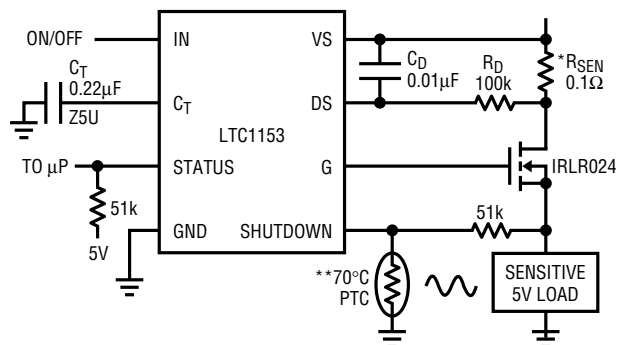 ON/OFF
IN
VS
C_T
0.22µF
Z5U
C_T
LTC1153
DS
C_D
0.01µF
R_D
100k
*R_SEN
0.1Ω
TO µP
STATUS
G
IRLR024
51k
5V
GND
SHUTDOWN
51k
**70°C
PTC
SENSITIVE
5V LOAD